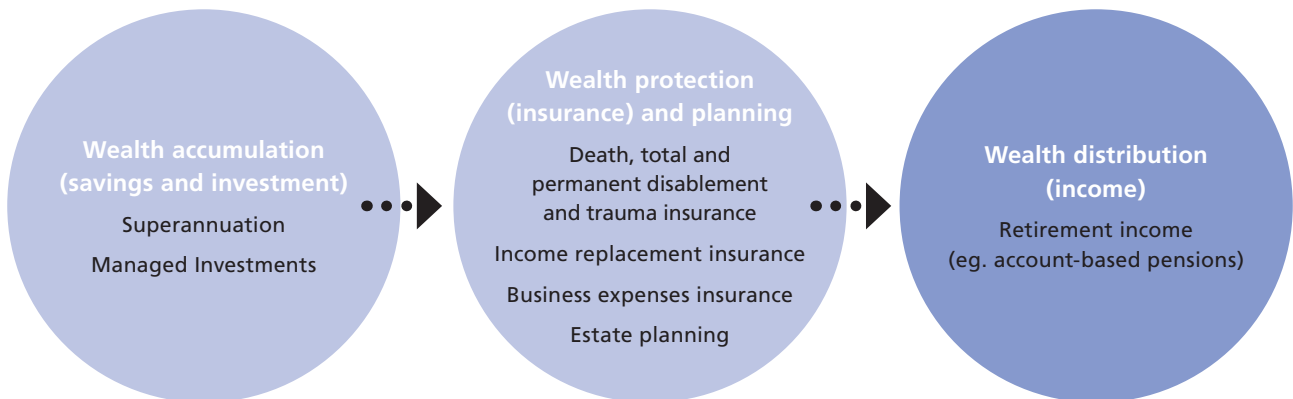 Wealth accumulation
(savings and investment)
Superannuation
Managed Investments
Wealth protection
(insurance) and planning
Death, total and
permanent disablement
and trauma insurance
Income replacement insurance
Business expenses insurance
Estate planning
Wealth distribution
(income)
Retirement income
(eg. account-based pensions)